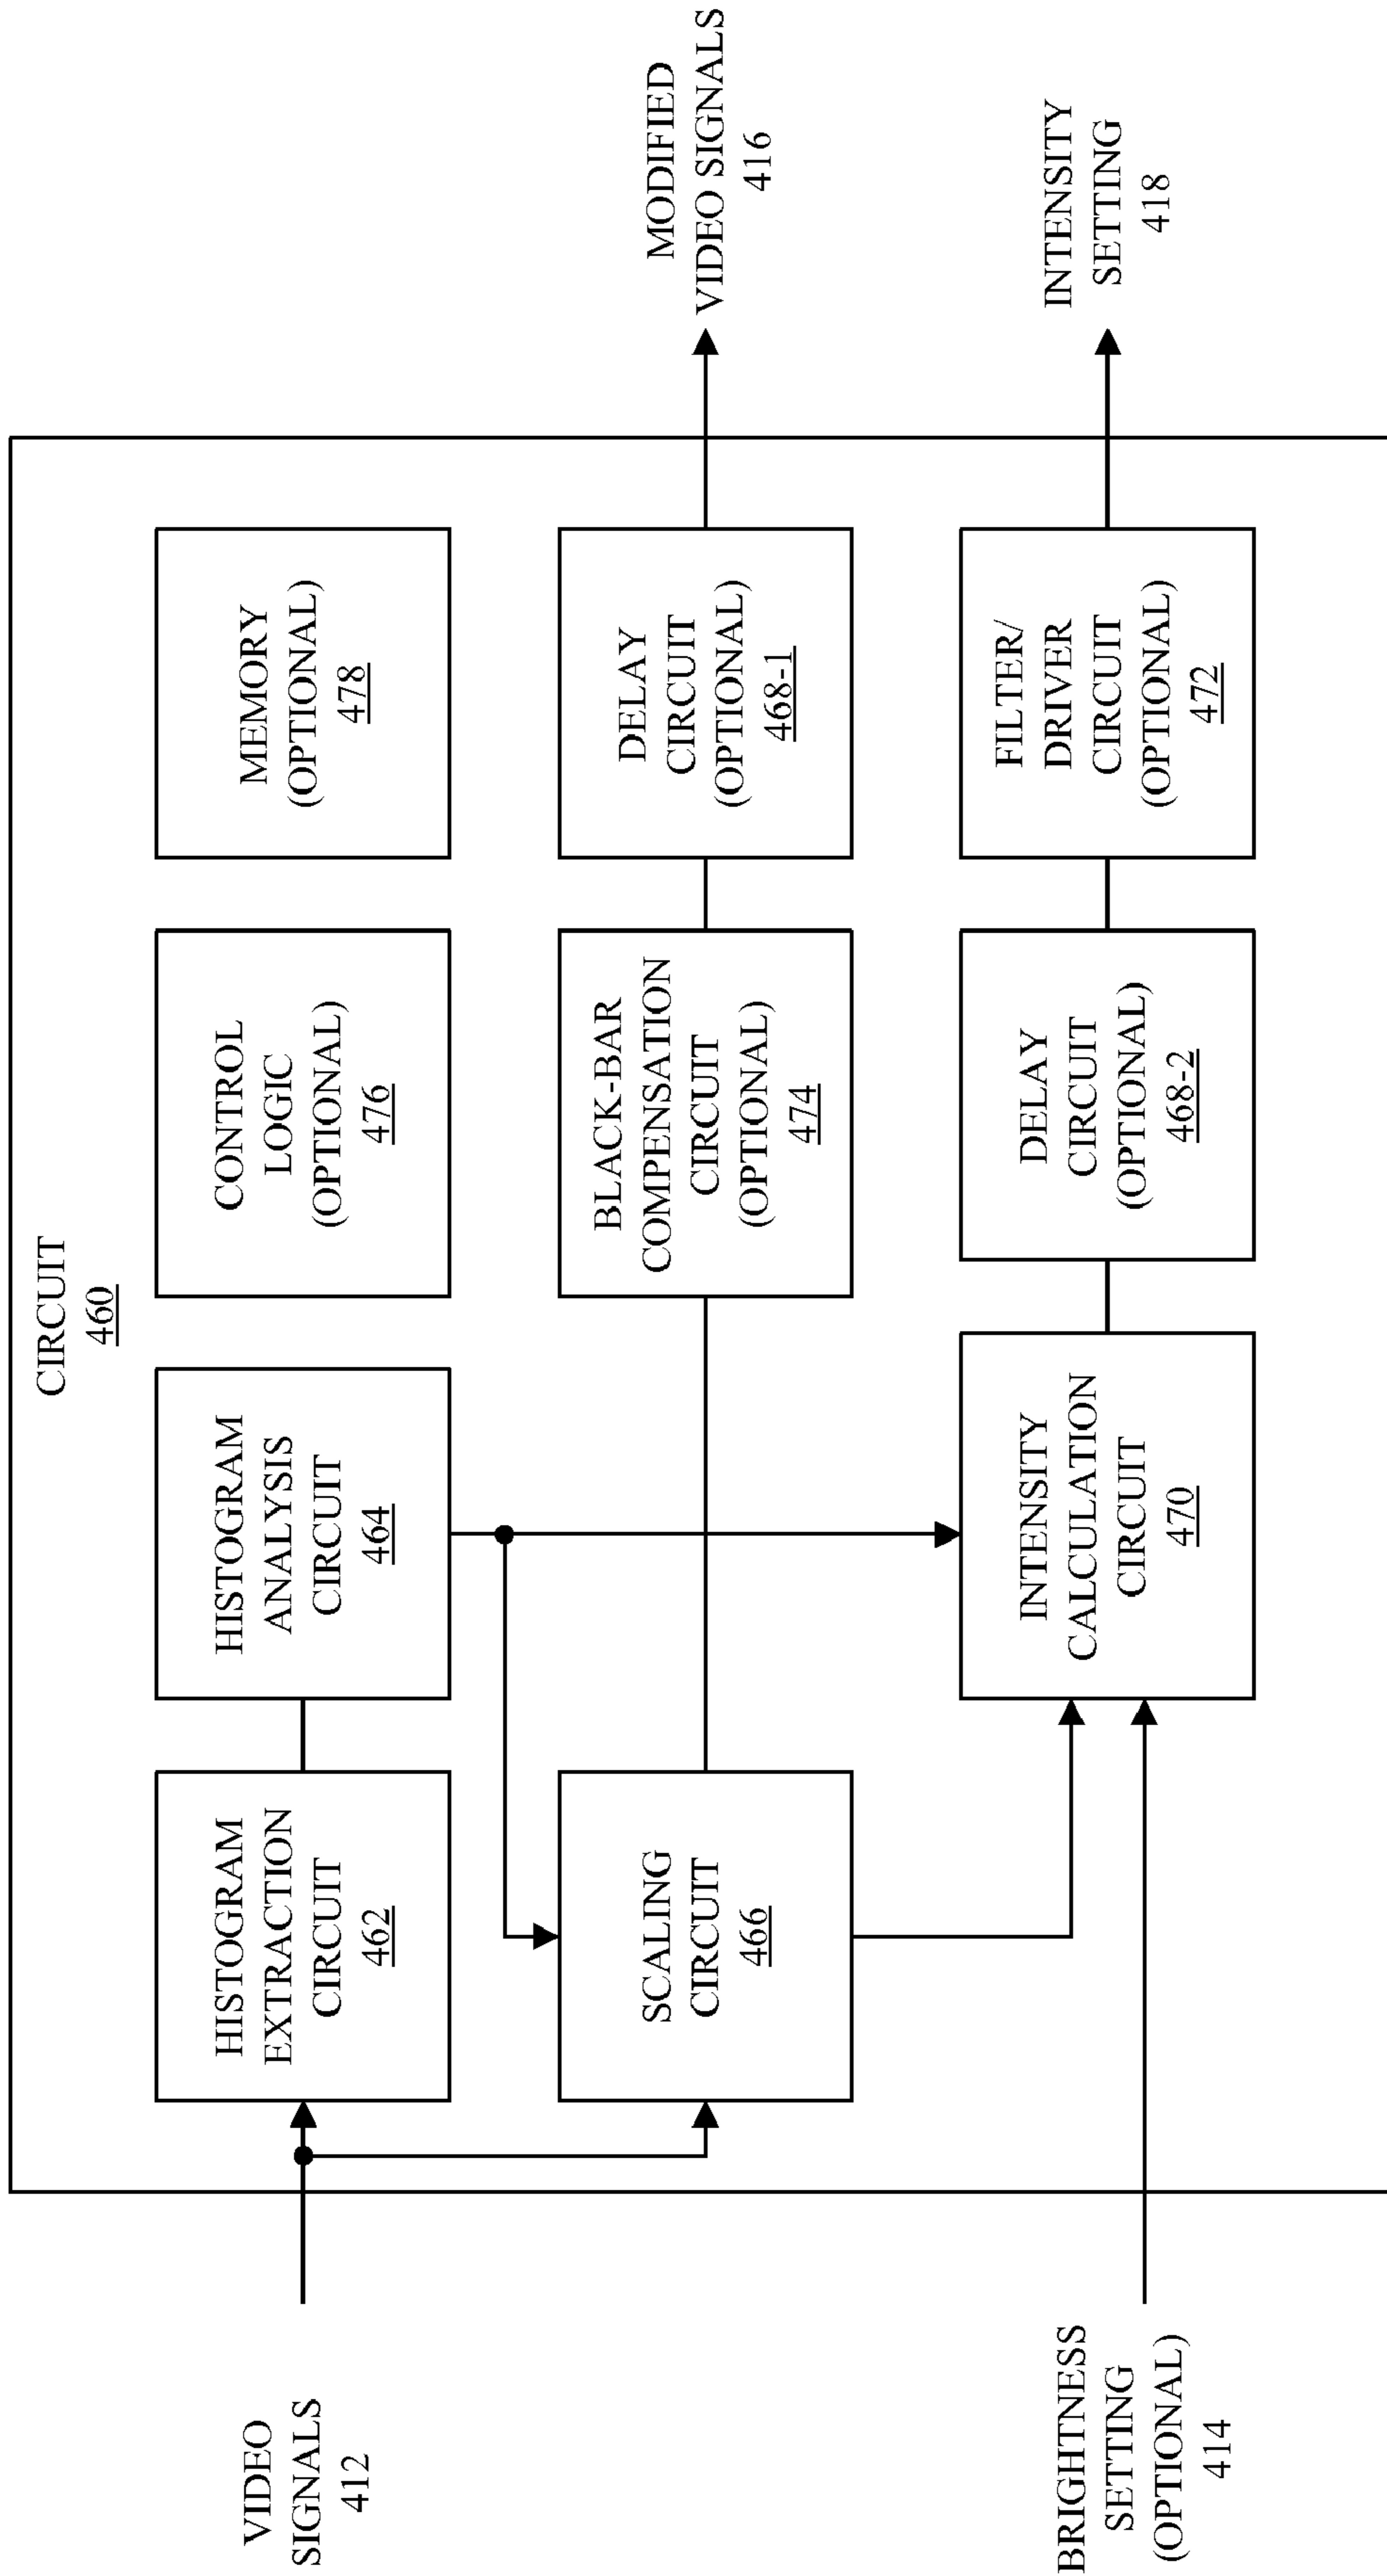 CIRCUIT
460
VIDEO
SIGNALS
412
HISTOGRAM
EXTRACTION
CIRCUIT
462
HISTOGRAM
ANALYSIS
CIRCUIT
464
CONTROL
LOGIC
(OPTIONAL)
476
MEMORY
(OPTIONAL)
478
SCALING
CIRCUIT
466
BLACK-BAR
COMPENSATION
CIRCUIT
(OPTIONAL)
474
DELAY
CIRCUIT
(OPTIONAL)
468-1
MODIFIED
VIDEO SIGNALS
416
BRIGHTNESS
SETTING
(OPTIONAL)
414
INTENSITY
CALCULATION
CIRCUIT
470
DELAY
CIRCUIT
(OPTIONAL)
468-2
FILTER/
DRIVER
CIRCUIT
(OPTIONAL)
472
INTENSITY
SETTING
418